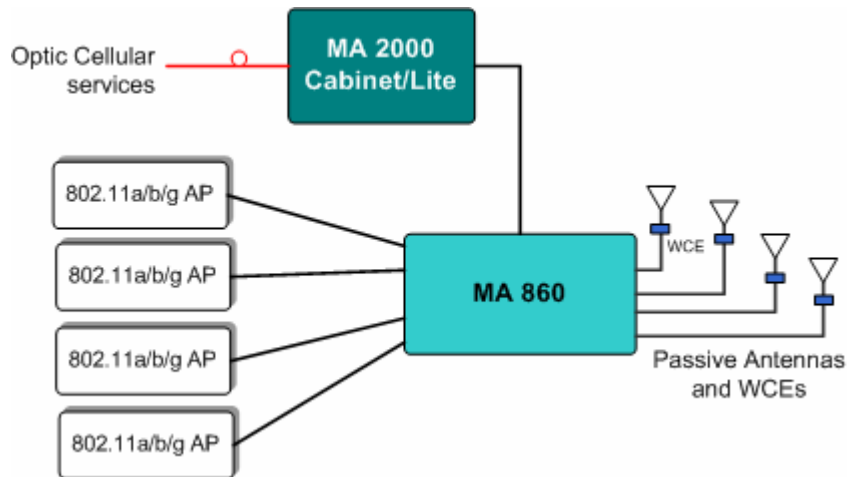 Optic Cellular
services
MA 2000
Cabinet/Lite
802.11a/b/g AP
802.11a/b/g AP
802.11a/b/g AP
802.11a/b/g AP
MA 860
WCE
Passive Antennas
and WCEs